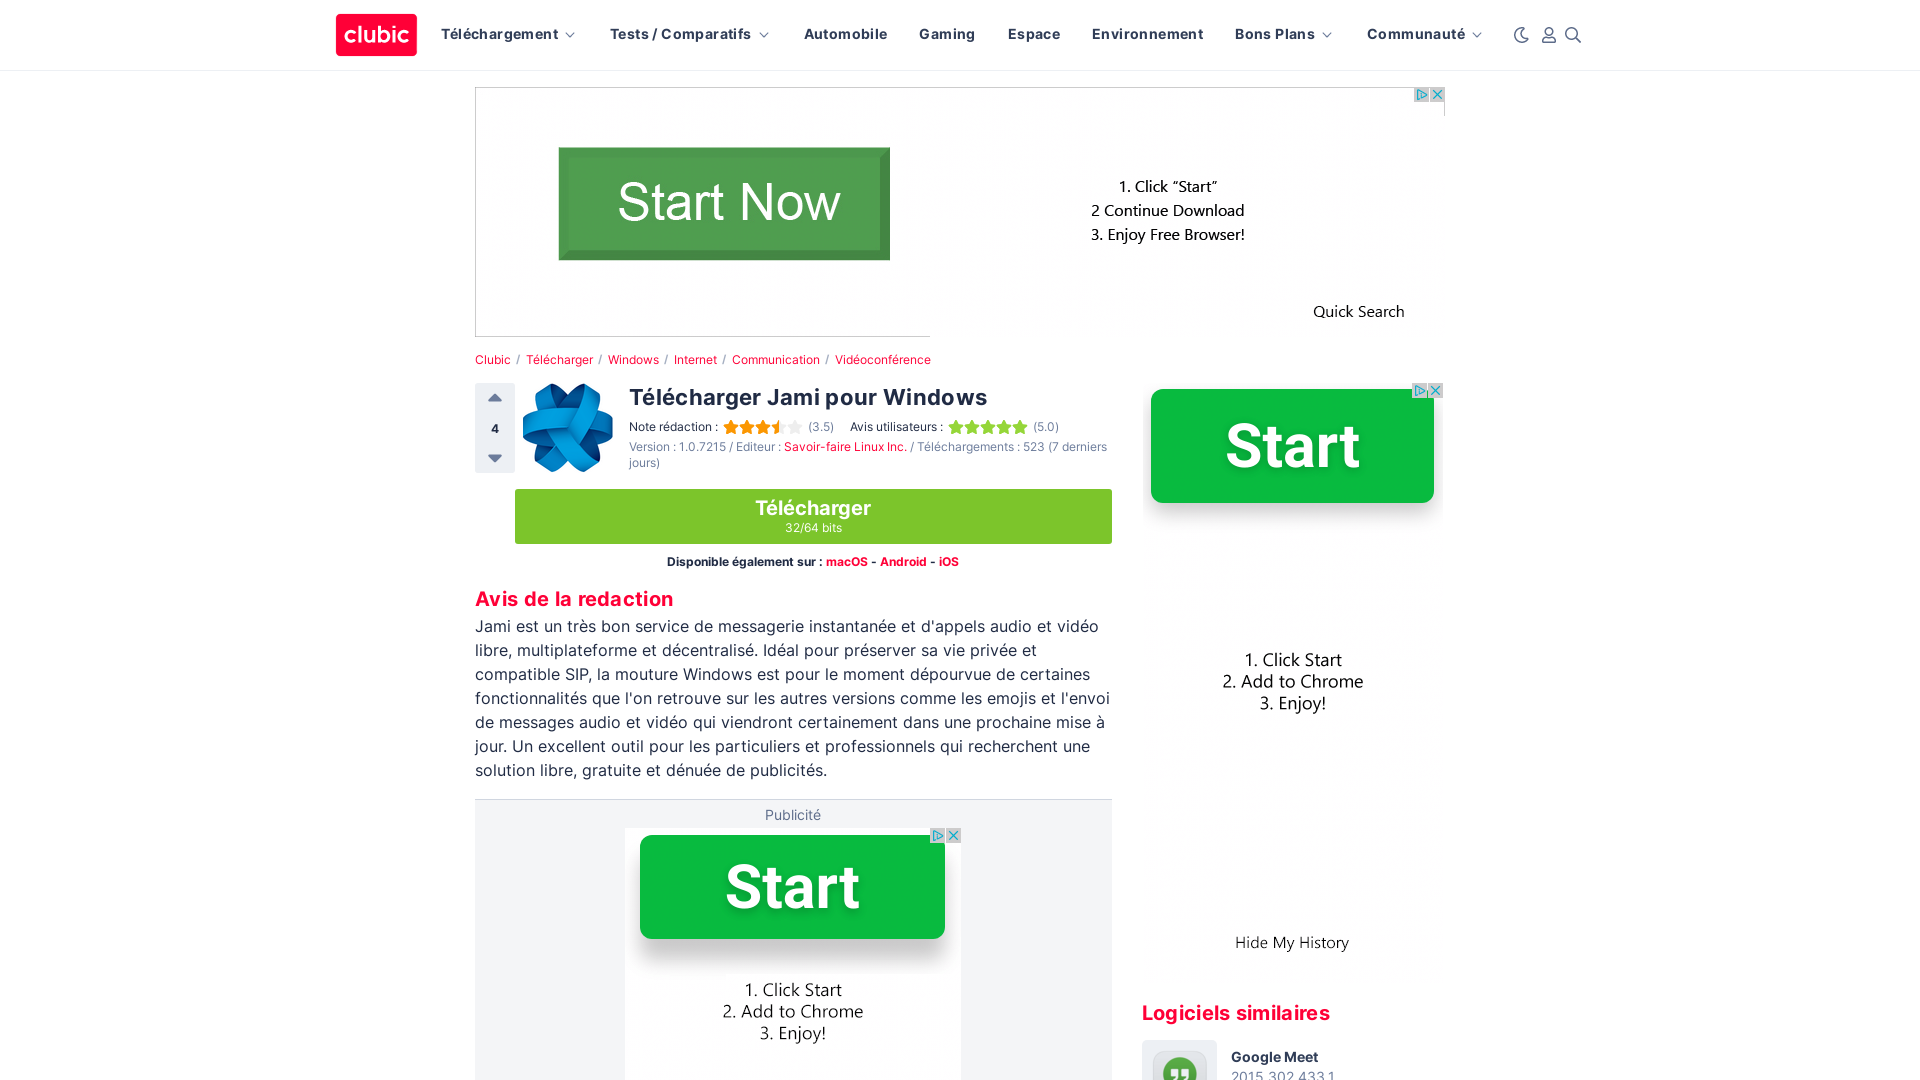 clubic
Téléchargement
Tests / Comparatifs
Automobile
Gaming
Espace
Environnement
Bons Plans
Communauté
Start Now
1. Click “Start”
2 Continue Download
3. Enjoy Free Browser!
Quick Search
Clubic / Télécharger / Windows / Internet / Communication / Vidéoconférence
4
Télécharger Jami pour Windows
Note rédaction : (3.5) Avis utilisateurs : (5.0)
Version : 1.0.7215 / Editeur : Savoir-faire Linux Inc. / Téléchargements : 523 (7 derniers
jours)
Télécharger
32/64 bits
Disponible également sur : macOS - Android - iOS
Avis de la redaction
Jami est un très bon service de messagerie instantanée et d'appels audio et vidéo
libre, multiplateforme et décentralisé. Idéal pour préserver sa vie privée et
compatible SIP, la mouture Windows est pour le moment dépourvue de certaines
fonctionnalités que l'on retrouve sur les autres versions comme les emojis et l'envoi
de messages audio et vidéo qui viendront certainement dans une prochaine mise à
jour. Un excellent outil pour les particuliers et professionnels qui recherchent une
solution libre, gratuite et dénuée de publicités.
Publicité
Start
1. Click Start
2. Add to Chrome
3. Enjoy!
Start
1. Click Start
2. Add to Chrome
3. Enjoy!
Hide My History
Logiciels similaires
Google Meet
2015.302.433.1